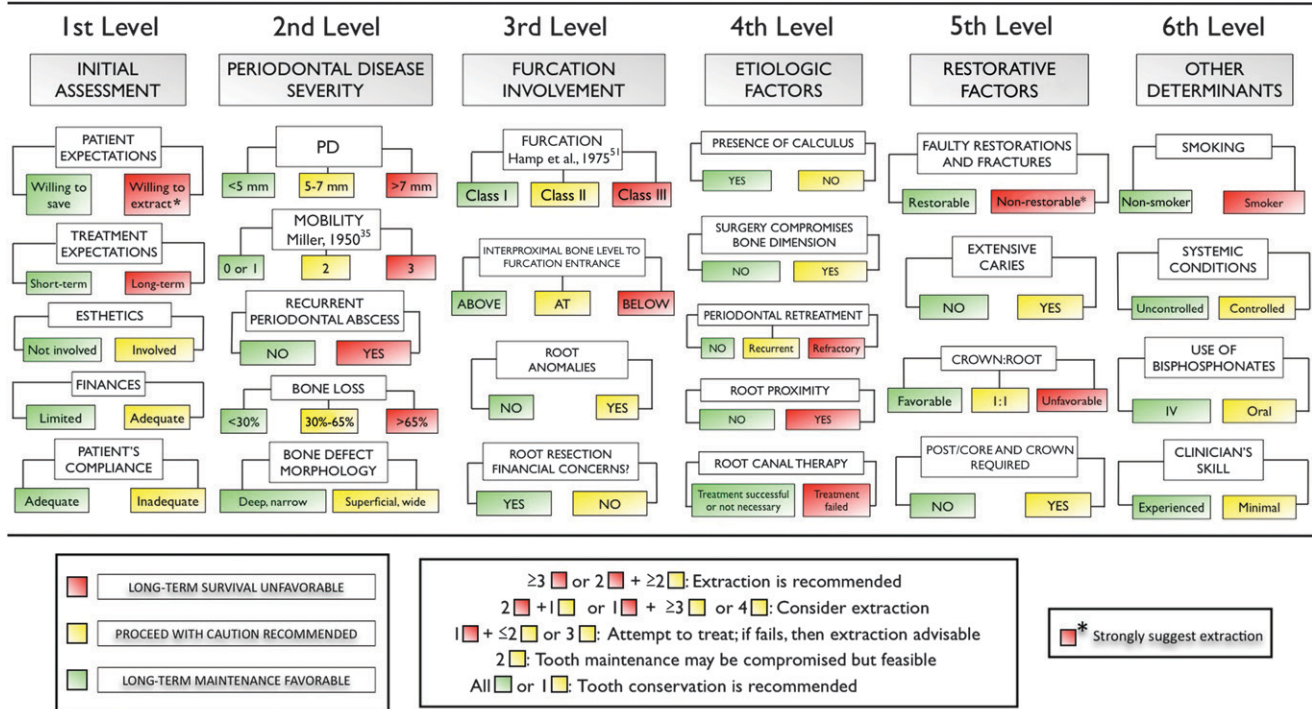 1st Level
INITIAL
ASSESSMENT
PATIENT
EXPECTATIONS
Willing to
save
Willing to
extract*
TREATMENT
EXPECTATIONS
Short-term
Long-term
ESTHETICS
Not involved
Involved
FINANCES
Limited
Adequate
PATIENT'S
COMPLIANCE
Adequate
Inadequate
2nd Level
PERIODONTAL DISEASE
SEVERITY
PD
<5 mm
5-7 mm
>7 mm
MOBILITY
Miller, 1950³⁵
0 or 1
2
3
RECURRENT
PERIODONTAL ABSCESS
NO
YES
BONE LOSS
<30%
30%-65%
>65%
BONE DEFECT
MORPHOLOGY
Deep, narrow
Superficial, wide
3rd Level
FURCATION
INVOLVEMENT
FURCATION
Hamp et al., 1975⁵¹
Class I
Class II
Class III
INTERPROXIMAL BONE LEVEL TO
FURCATION ENTRANCE
ABOVE
AT
BELOW
ROOT
ANOMALIES
NO
YES
ROOT RESECTION
FINANCIAL CONCERNS?
YES
NO
4th Level
ETIOLOGIC
FACTORS
PRESENCE OF CALCULUS
YES
NO
SURGERY COMPROMISES
BONE DIMENSION
NO
YES
PERIODONTAL RETREATMENT
NO
Recurrent
Refractory
ROOT PROXIMITY
NO
YES
ROOT CANAL THERAPY
Treatment successful
or not necessary
Treatment
failed
5th Level
RESTORATIVE
FACTORS
FAULTY RESTORATIONS
AND FRACTURES
Restorable
Non-restorable*
EXTENSIVE
CARIES
NO
YES
CROWN:ROOT
Favorable
1:1
Unfavorable
POST/CORE AND CROWN
REQUIRED
NO
YES
6th Level
OTHER
DETERMINANTS
SMOKING
Non-smoker
Smoker
SYSTEMIC
CONDITIONS
Uncontrolled
Controlled
USE OF
BISPHOSPHONATES
IV
Oral
CLINICIAN'S
SKILL
Experienced
Minimal
LONG-TERM SURVIVAL UNFAVORABLE
PROCEED WITH CAUTION RECOMMENDED
LONG-TERM MAINTENANCE FAVORABLE
≥3 or 2 + ≥2 : Extraction is recommended
2 +1 or 1 + ≥3 or 4 : Consider extraction
1 + ≤2 or 3 : Attempt to treat; if fails, then extraction advisable
2 : Tooth maintenance may be compromised but feasible
All or 1 : Tooth conservation is recommended
* Strongly suggest extraction